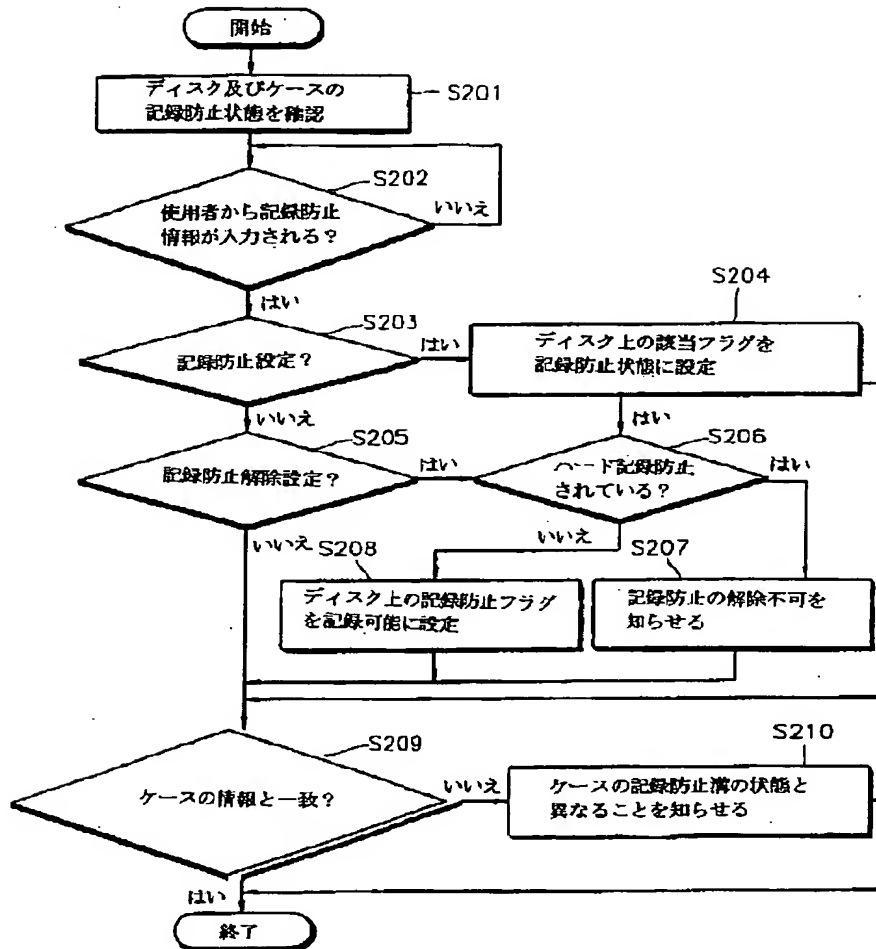 開始
ディスク及びケースの
記録防止状態を確認
S201
S202
使用者から記録防止
情報が入力される?
いいえ
はい
S203
記録防止設定?
はい
S204
ディスク上の該当フラグを
記録防止状態に設定
いいえ
はい
S205
記録防止解除設定?
はい
S206
ハード記録防止
されている?
はい
いいえ
いいえ
S208
ディスク上の記録防止フラグ
を記録可能に設定
S207
記録防止の解除不可を
知らせる
S209
ケースの情報と一致?
いいえ
S210
ケースの記録防止溝の状態と
異なることを知らせる
はい
終了